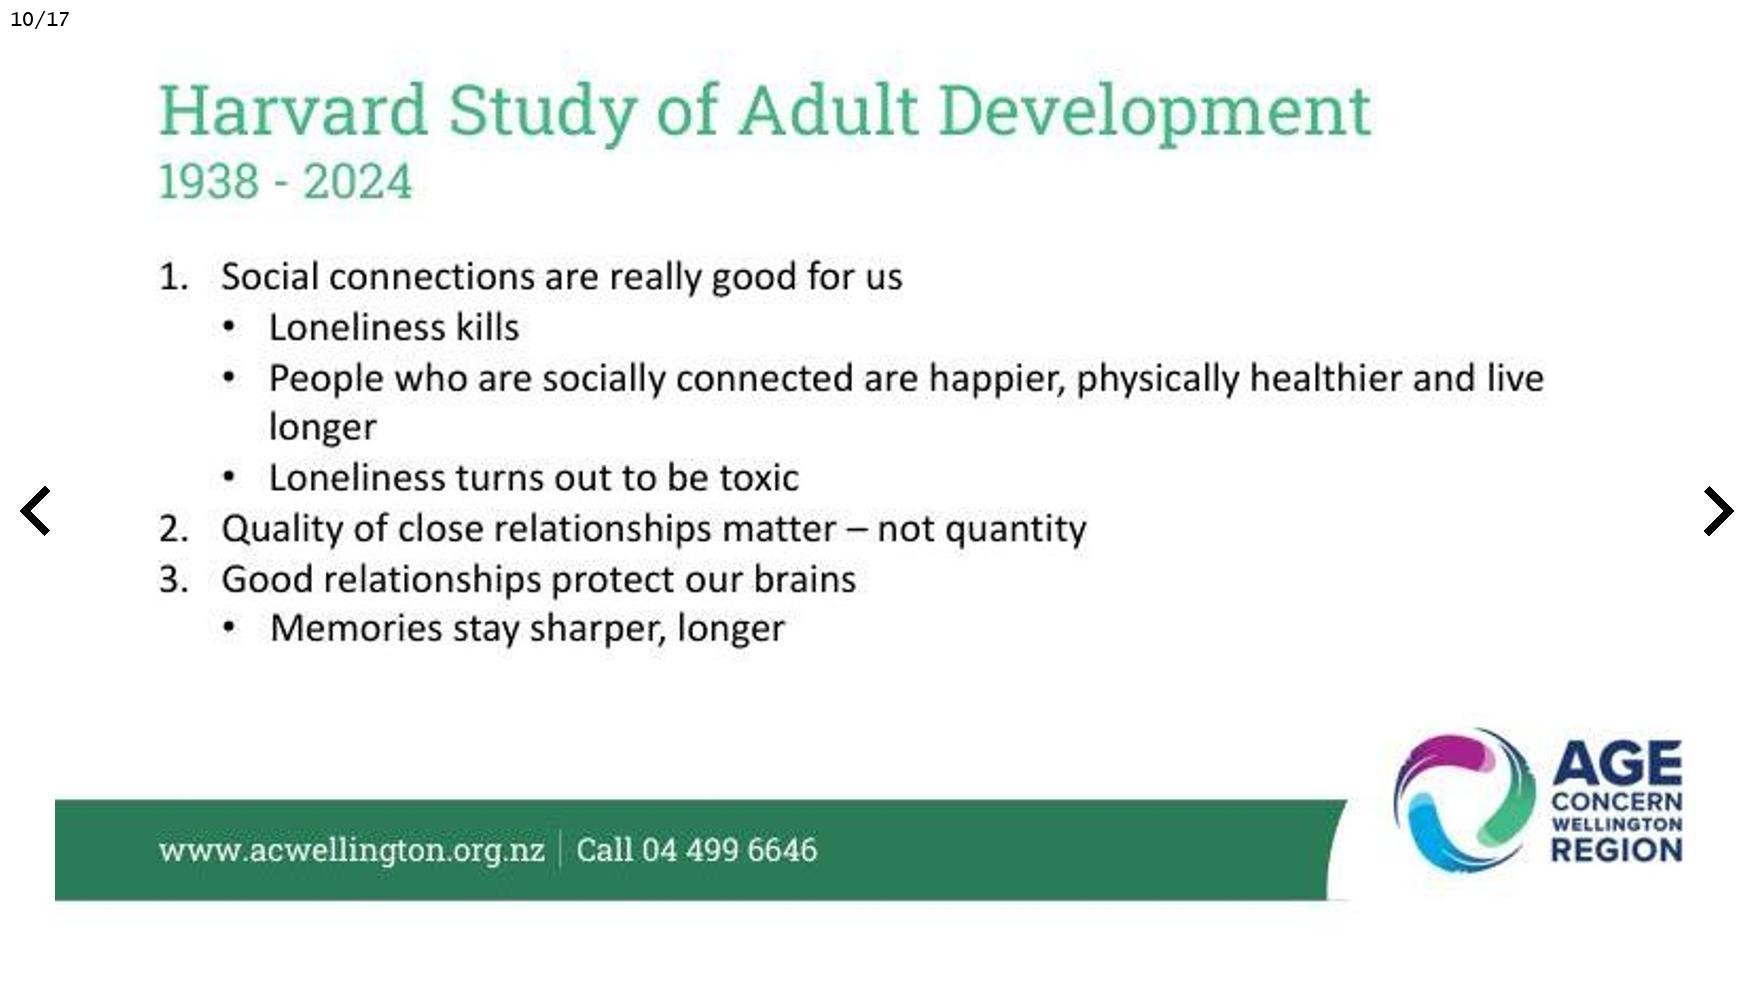 10/17
Harvard Study of Adult Development
1938 - 2024
1. Social connections are really good for us
• Loneliness kills
• People who are socially connected are happier, physically healthier and live
longer
• Loneliness turns out to be toxic
2. Quality of close relationships matter – not quantity
3. Good relationships protect our brains
• Memories stay sharper, longer
www.acwellington.org.nz | Call 04 499 6646
AGE
CONCERN
WELLINGTON
REGION